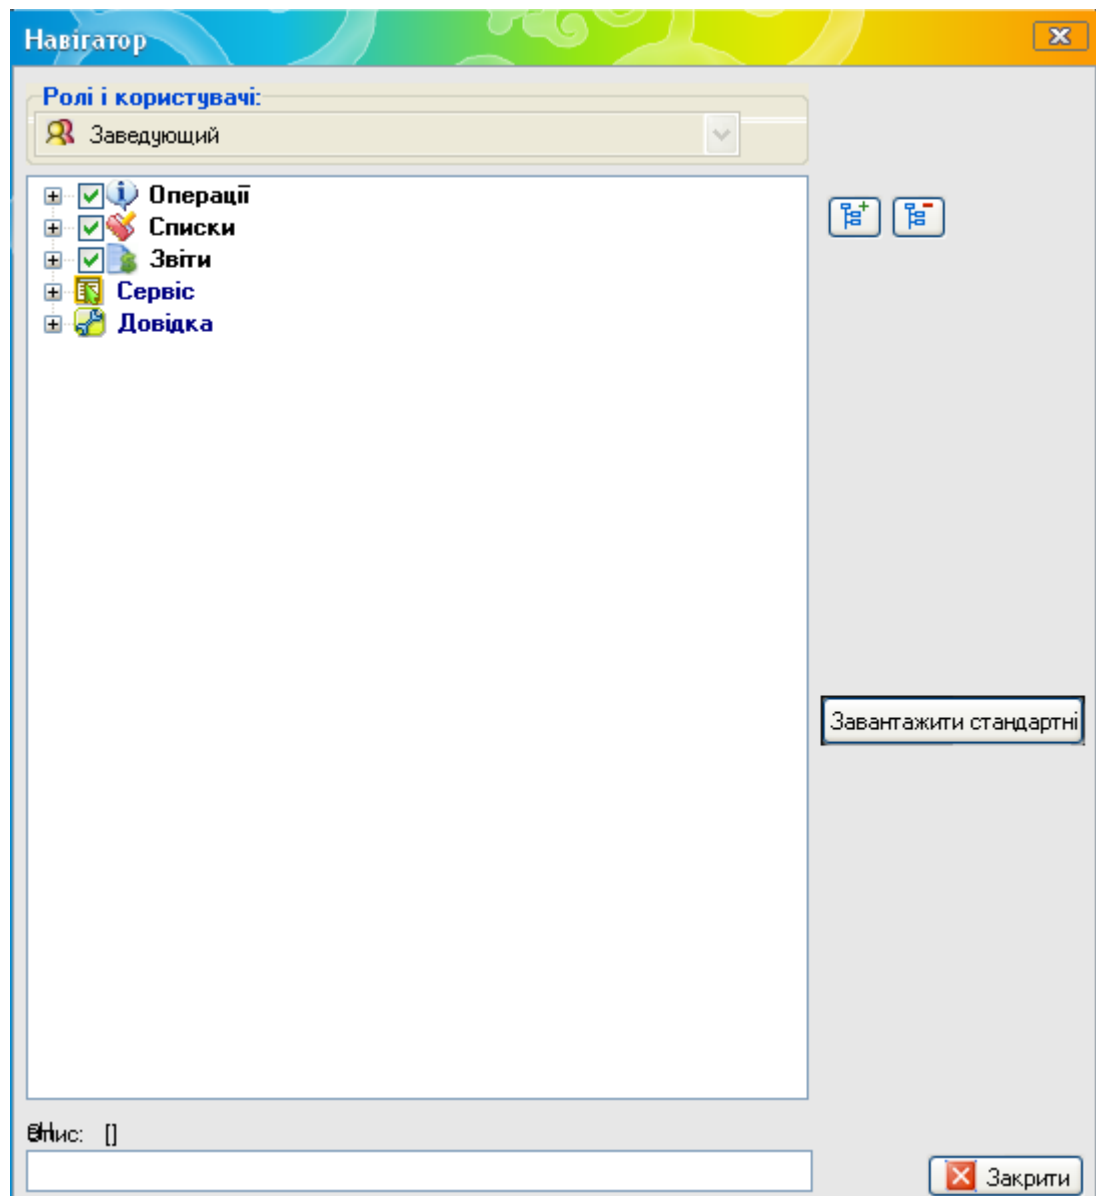 Навігатор
Ролі і користувачі:
Заведующий
Операції
Списки
Звіти
Сервіс
Довідка
Завантажити стандартні
[]
Закрити